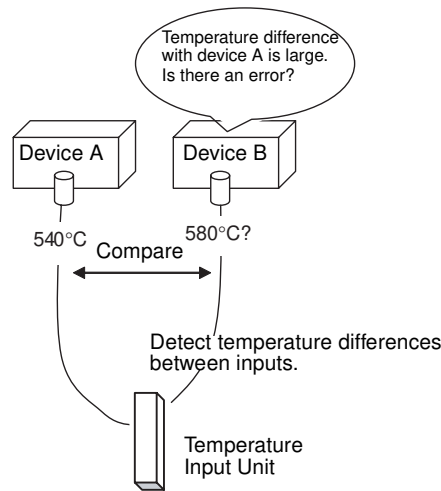 Temperature difference
with device A is large.
Is there an error?
Device A
Device B
540°C
580°C?
Compare
Detect temperature differences
between inputs.
Temperature
Input Unit